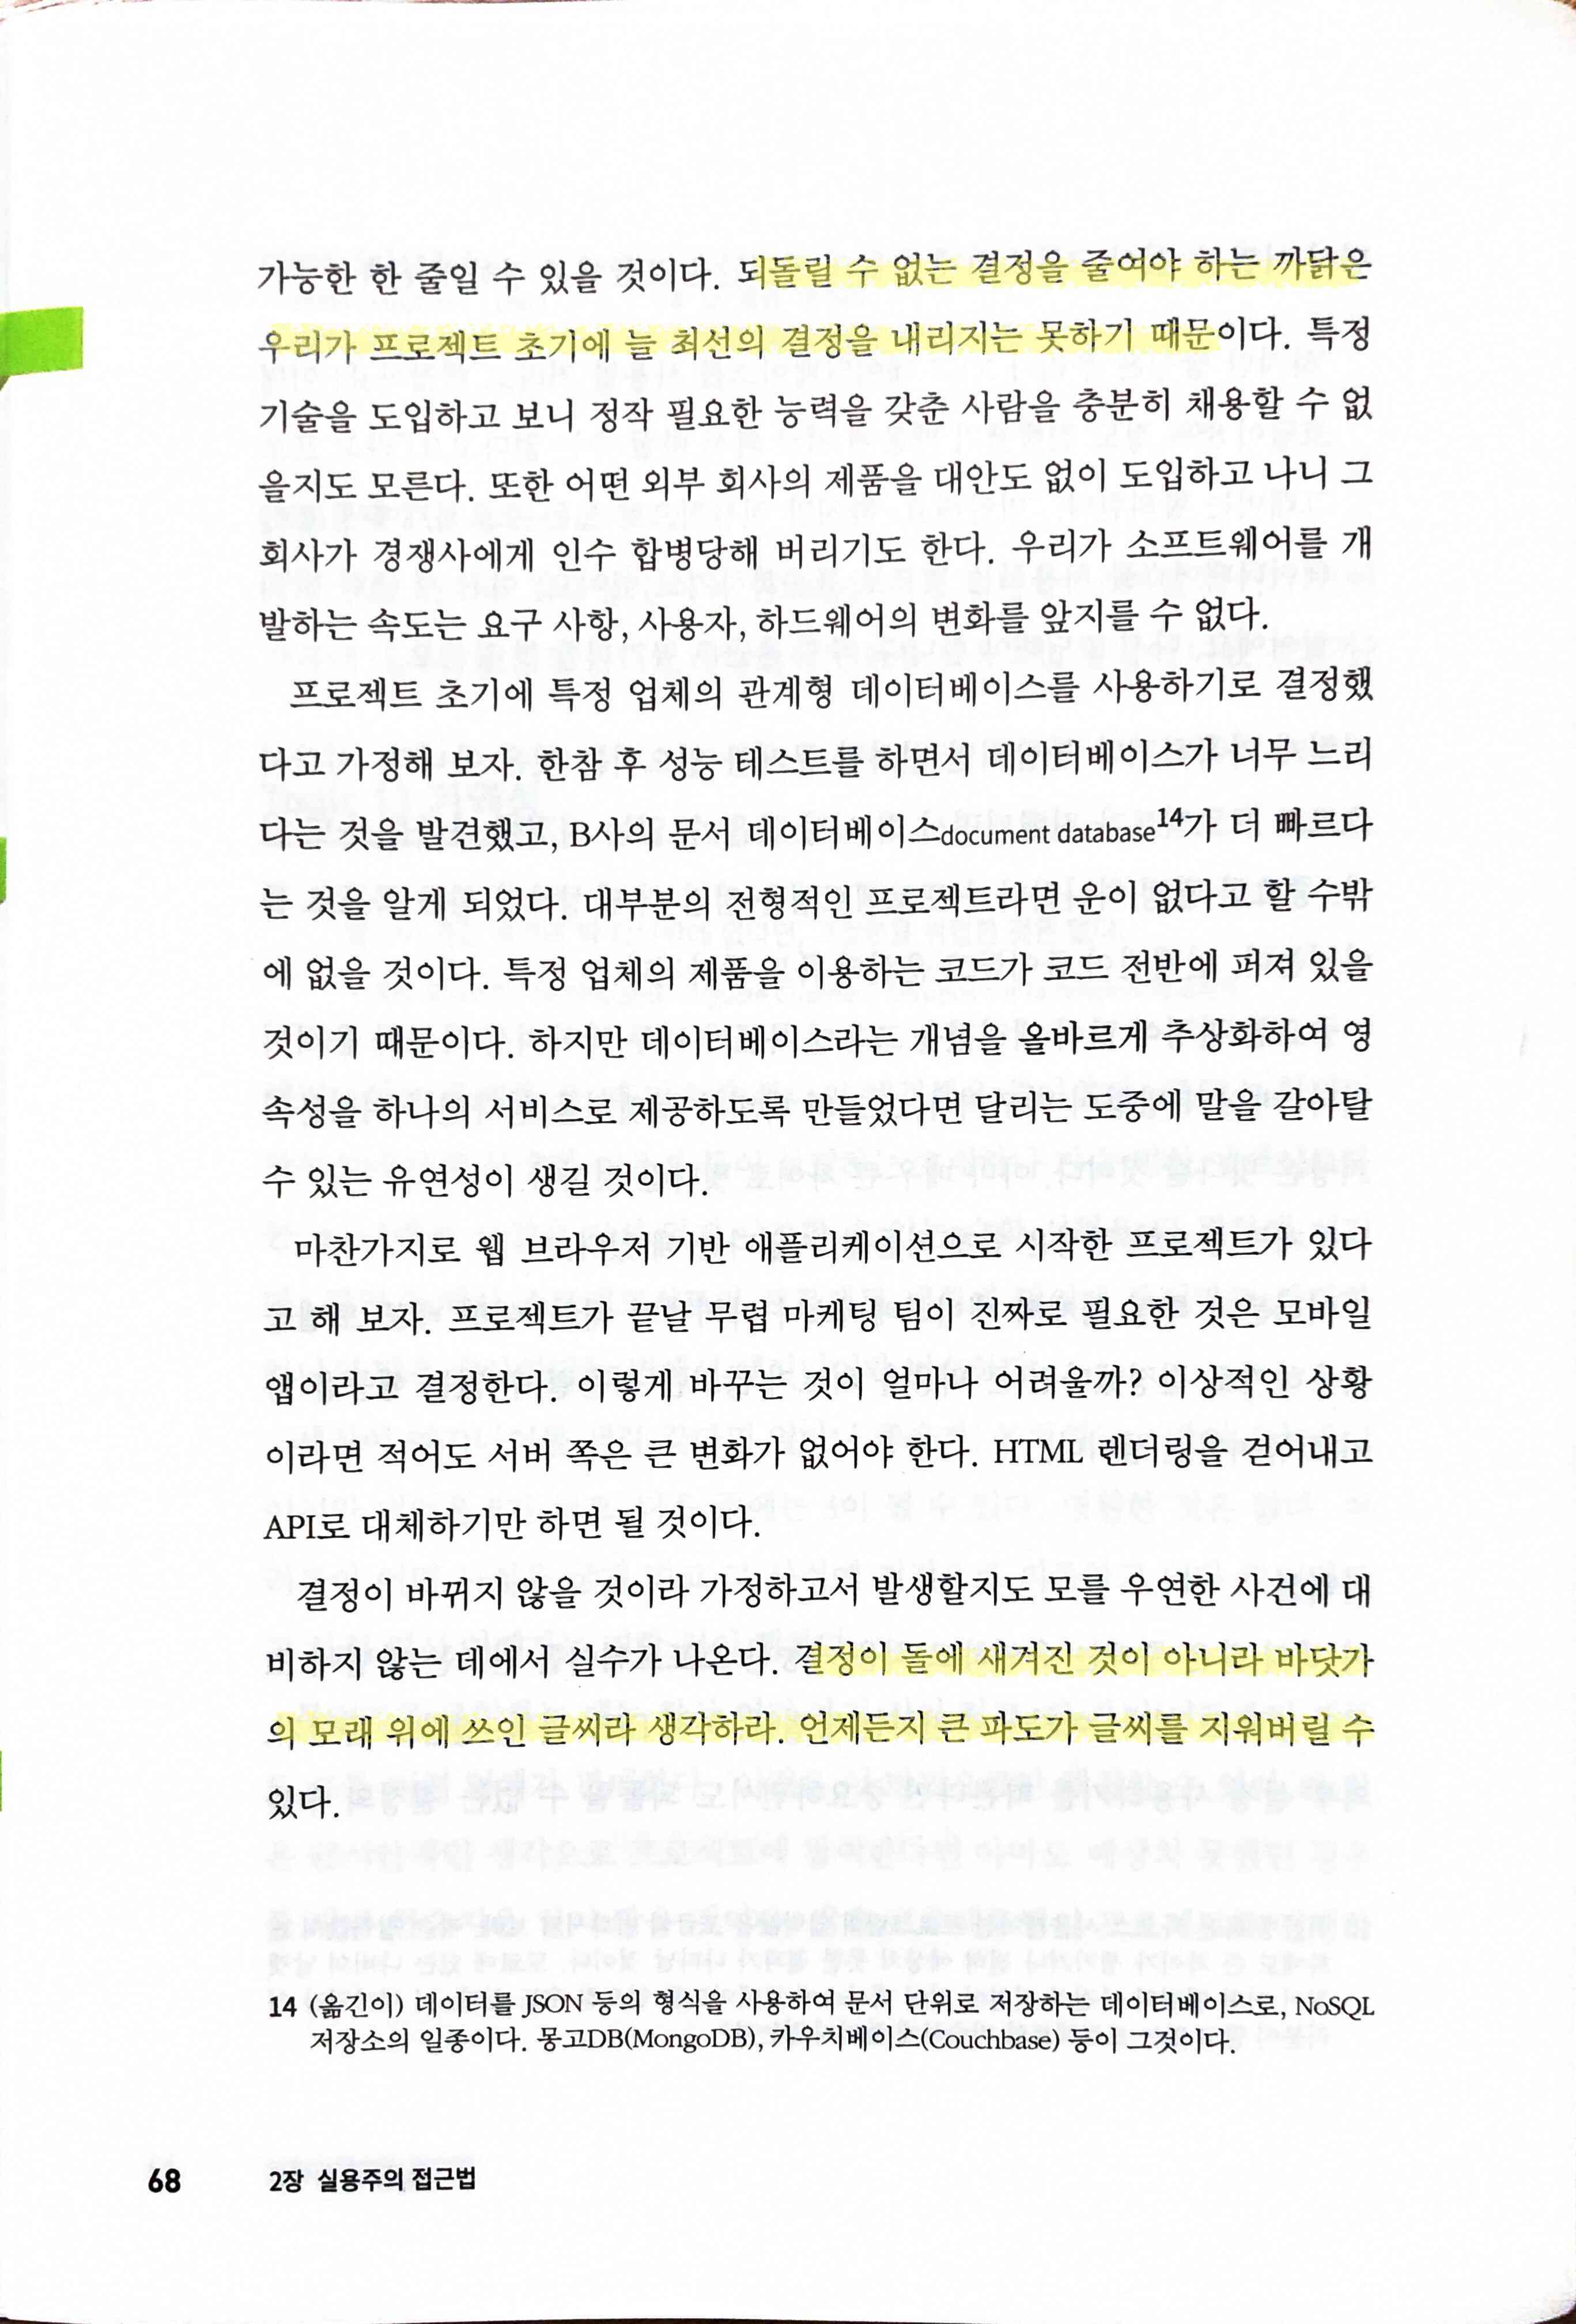 가능한 한 줄일 수 있을 것이다. 되돌릴 수 없는 결정을 줄여야 하는 까닭은
우리가 프로젝트 초기에 늘 최선의 결정을 내리지는 못하기 때문이다. 특정
기술을 도입하고 보니 정작 필요한 능력을 갖춘 사람을 충분히 채용할 수 없
을지도 모른다. 또한 어떤 외부 회사의 제품을 대안도 없이 도입하고 나니 그
회사가 경쟁사에게 인수 합병당해 버리기도 한다. 우리가 소프트웨어를 개
발하는 속도는 요구 사항, 사용자, 하드웨어의 변화를 앞지를 수 없다.
프로젝트 초기에 특정 업체의 관계형 데이터베이스를 사용하기로 결정했
다고 가정해 보자. 한참 후 성능 테스트를 하면서 데이터베이스가 너무 느리
다는 것을 발견했고, B사의 문서 데이터베이스document database14가 더 빠르다
는 것을 알게 되었다. 대부분의 전형적인 프로젝트라면 운이 없다고 할 수밖
에 없을 것이다. 특정 업체의 제품을 이용하는 코드가 코드 전반에 퍼져 있을
것이기 때문이다. 하지만 데이터베이스라는 개념을 올바르게 추상화하여 영
속성을 하나의 서비스로 제공하도록 만들었다면 달리는 도중에 말을 갈아탈
수 있는 유연성이 생길 것이다.
마찬가지로 웹 브라우저 기반 애플리케이션으로 시작한 프로젝트가 있다
고 해 보자. 프로젝트가 끝날 무렵 마케팅 팀이 진짜로 필요한 것은 모바일
앱이라고 결정한다. 이렇게 바꾸는 것이 얼마나 어려울까? 이상적인 상황
이라면 적어도 서버 쪽은 큰 변화가 없어야 한다. HTML 렌더링을 걷어내고
API로 대체하기만 하면 될 것이다.
결정이 바뀌지 않을 것이라 가정하고서 발생할지도 모를 우연한 사건에 대
비하지 않는 데에서 실수가 나온다. 결정이 돌에 새겨진 것이 아니라 바닷가
의 모래 위에 쓰인 글씨라 생각하라. 언제든지 큰 파도가 글씨를 지워버릴 수
있다.
14 (옮긴이) 데이터를 JSON 등의 형식을 사용하여 문서 단위로 저장하는 데이터베이스로, NoSQL
저장소의 일종이다. 몽고DB(MongoDB), 카우치베이스(Couchbase) 등이 그것이다.
68 2장 실용주의 접근법